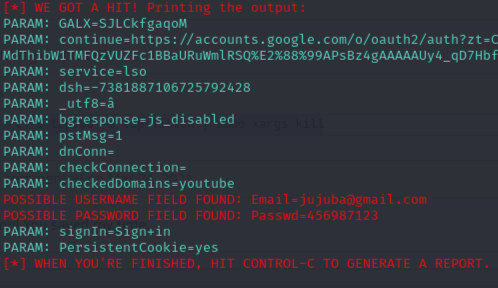 [*] WE GOT A HIT! Printing the output:
PARAM: GALX=SJLCkfgaqoM
PARAM: continue=https://accounts.google.com/o/oauth2/auth?zt=C
MdThibW1TMFQzVUZFc1BBaURuWmlRSQ%E2%88%99APsBz4gAAAAAUy4_qD7Hbf
PARAM: service=lso
PARAM: dsh=-7381887106725792428
PARAM: _utf8=â
PARAM: bgresponse=js_disabled
PARAM: pstMsg=1
PARAM: dnConn=
PARAM: checkConnection=
PARAM: checkedDomains=youtube
POSSIBLE USERNAME FIELD FOUND: Email=jujuba@gmail.com
POSSIBLE PASSWORD FIELD FOUND: Passwd=456987123
PARAM: signIn=Sign+in
PARAM: PersistentCookie=yes
[*] WHEN YOU'RE FINISHED, HIT CONTROL-C TO GENERATE A REPORT.